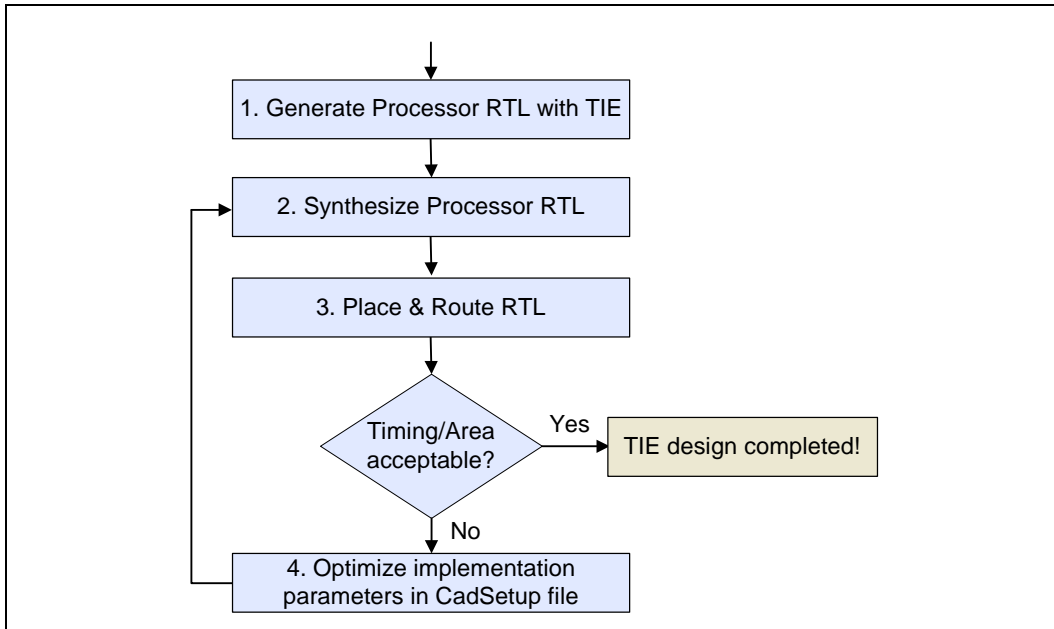 1. Generate Processor RTL with TIE
2. Synthesize Processor RTL
3. Place & Route RTL
Timing/Area
acceptable?
Yes
TIE design completed!
No
4. Optimize implementation
parameters in CadSetup file